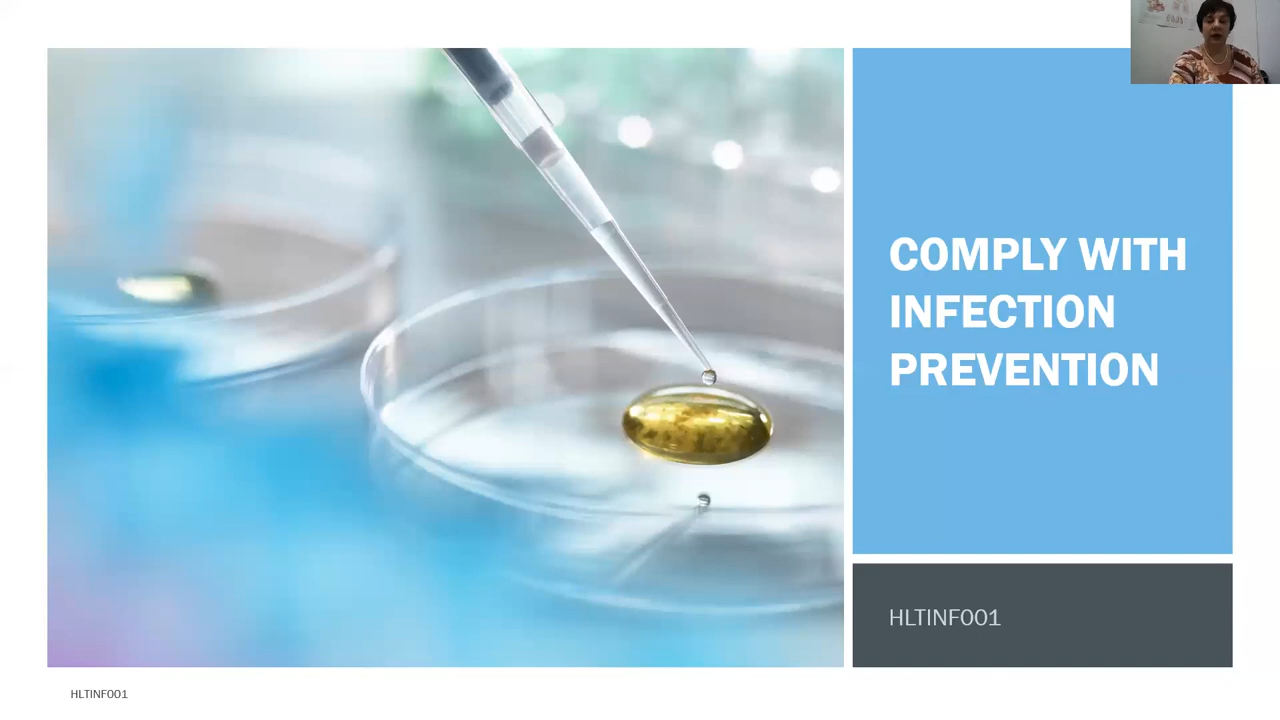 COMPLY WITH
INFECTION
PREVENTION
HLTINF001
HLTINF001